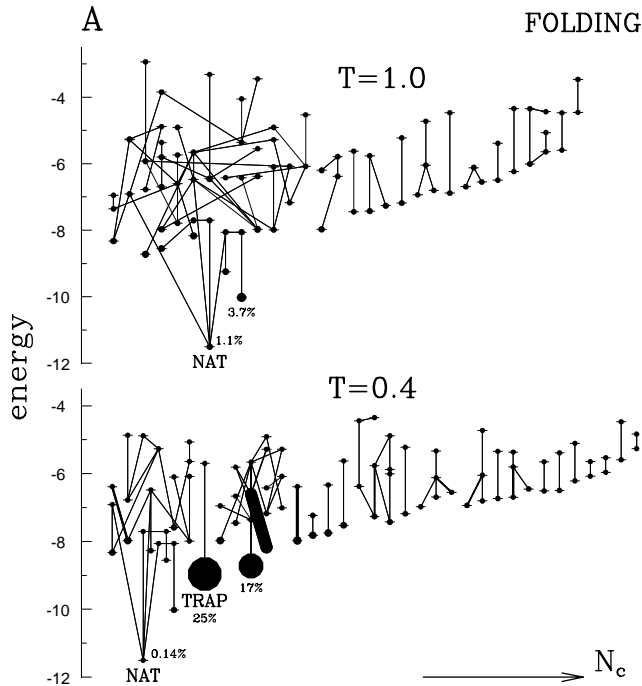 A
FOLDING
T=1.0
-4
-6
-8
-10
3.7%
1.1%
-12
NAT
energy
T=0.4
-4
-6
-8
TRAP
17%
-10
25%
0.14%
NAT
-12
N_c